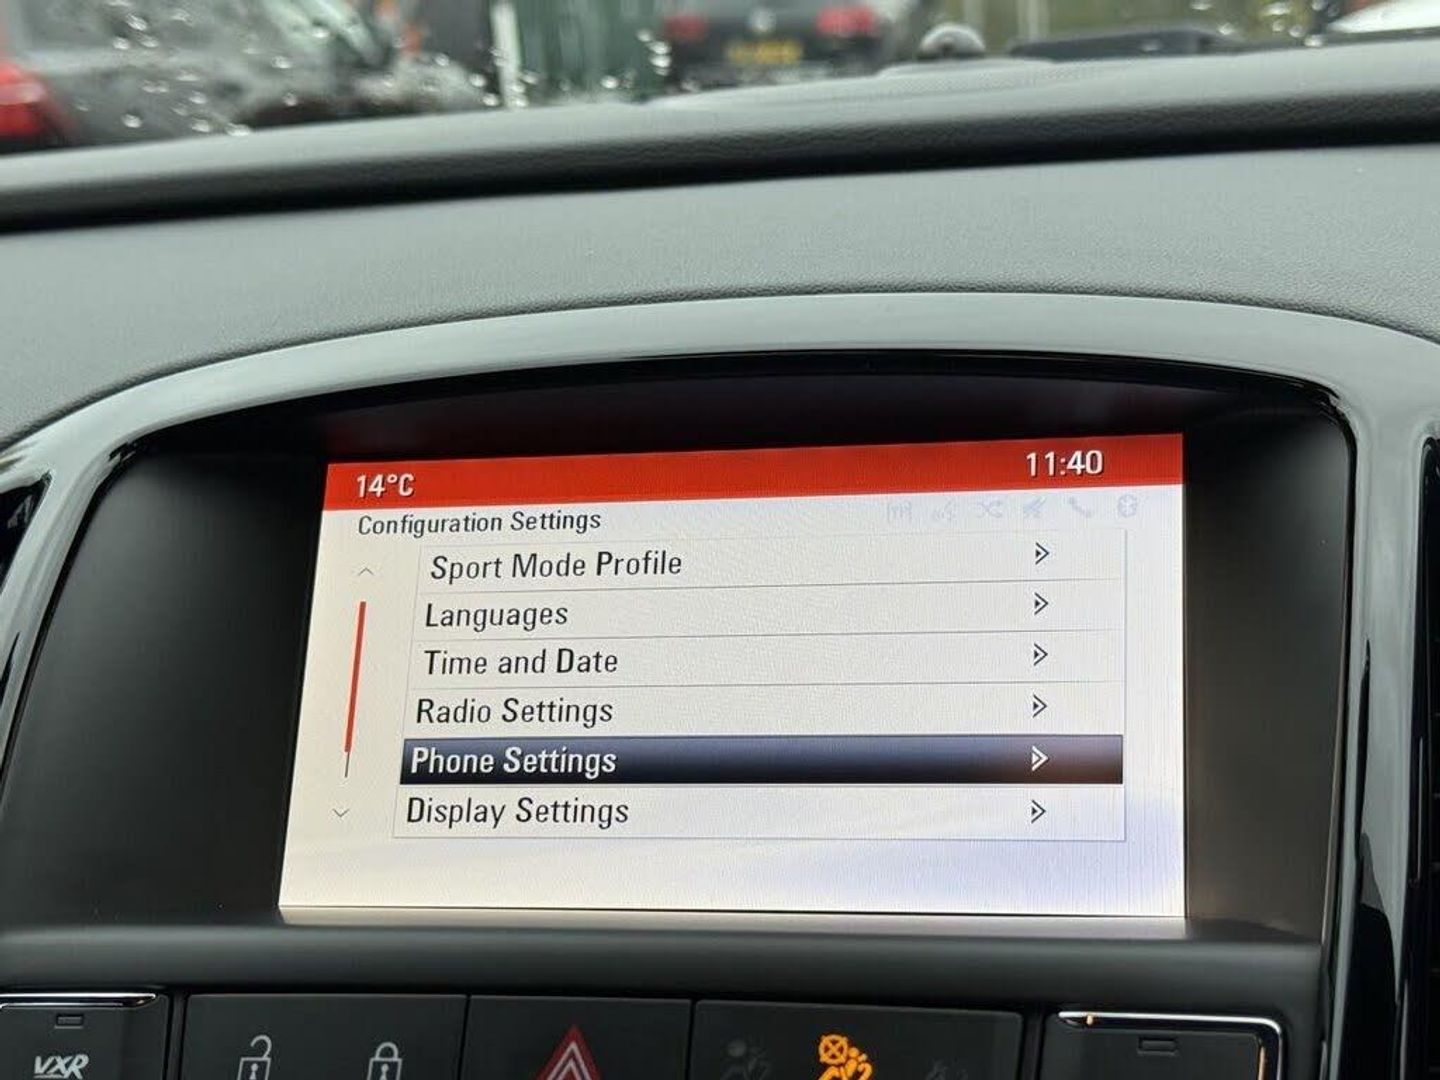 14°C 11:40
Configuration Settings
Sport Mode Profile
Languages
Time and Date
Radio Settings
Phone Settings
Display Settings
VXR